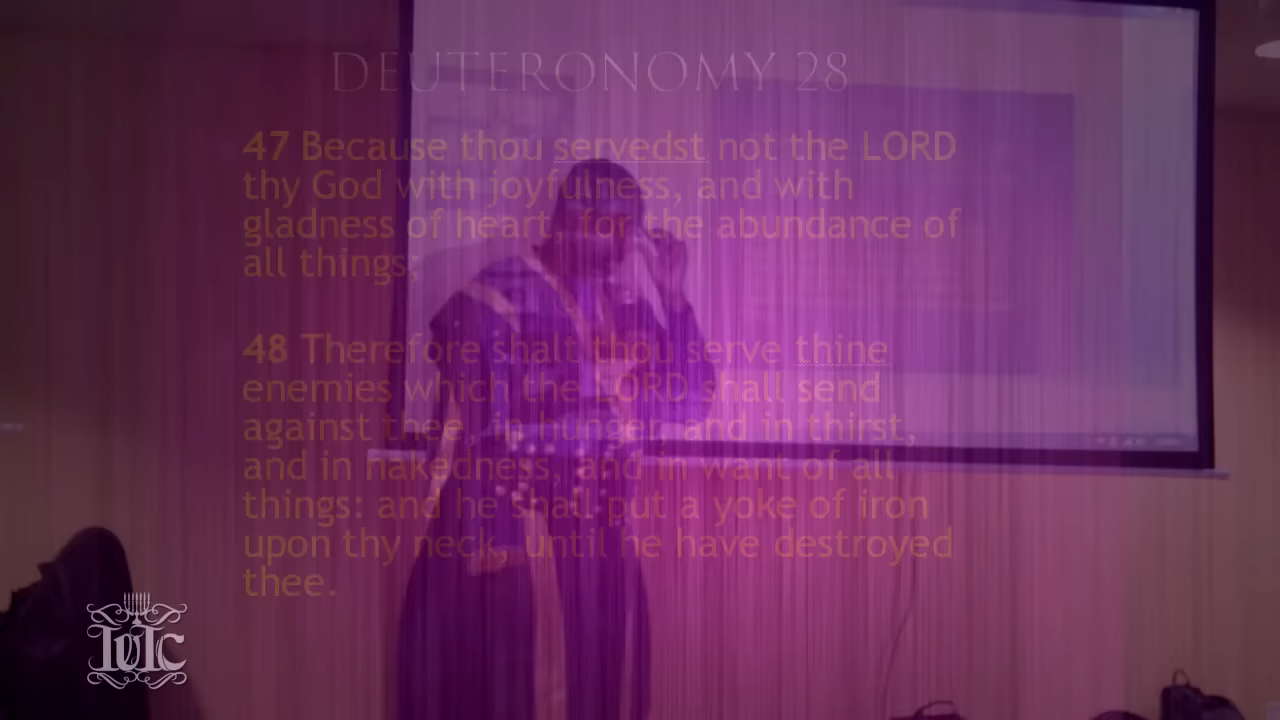 DEUTERONOMY 28
47 Because thou servedst not the LORD
thy God with joyfulness, and with
gladness of heart, for the abundance of
all things;
48 Therefore shalt thou serve thine
enemies which the LORD shall send
against thee, in hunger, and in thirst,
and in nakedness, and in want of all
things: and he shall put a yoke of iron
upon thy neck, until he have destroyed
thee.
IUIC